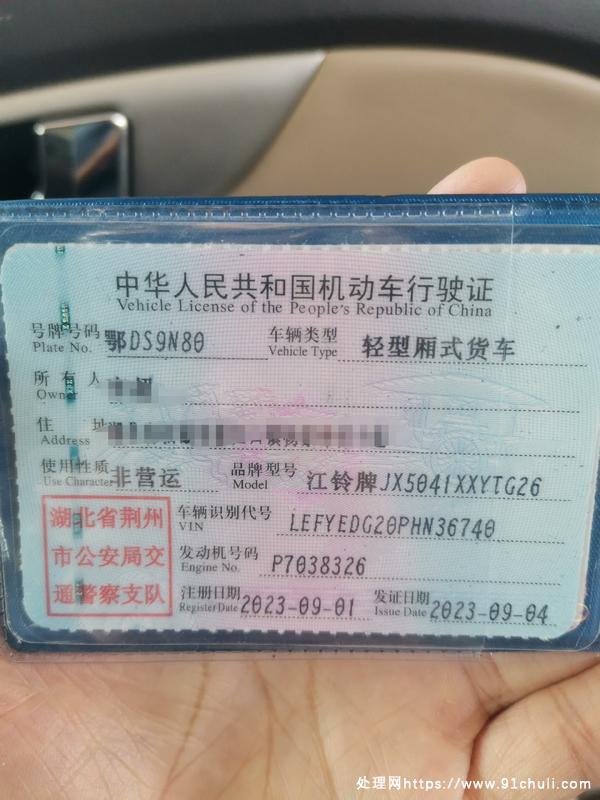 中华人民共和国机动车行驶证
Vehicle License of the People's Republic of China
号牌号码 鄂DS9N80 车辆类型 轻型厢式货车
Plate No. Vehicle Type
所有人
Owner
住址
Address
使用性质 非营运 品牌型号 江铃牌JX5041XXYTG26
Use Character Model
湖北省荆州
市公安局交
通警察支队
车辆识别代号 LEFYEDG20PHN36740
VIN
发动机号码 P7038326
Engine No.
注册日期 2023-09-01 发证日期 2023-09-04
Register Date Issue Date
处理网https://www.91chuli.com